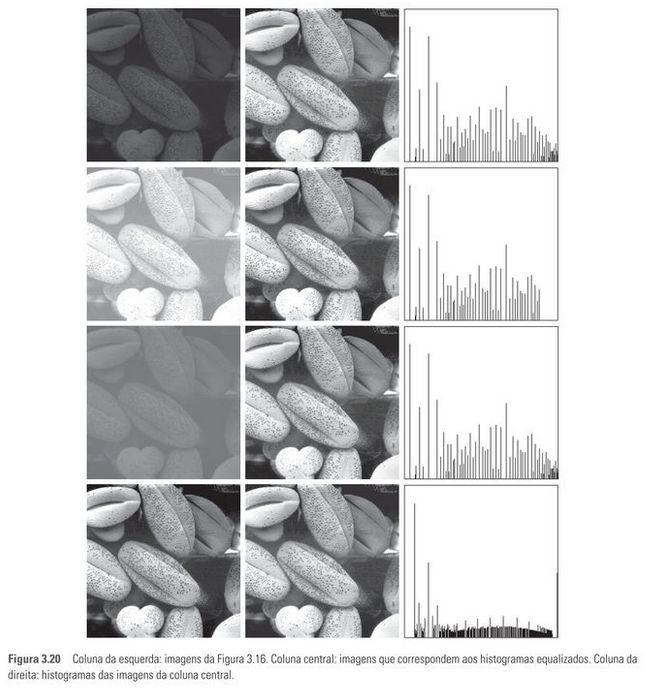 Figura 3.20 Coluna da esquerda: imagens da Figura 3.16. Coluna central: imagens que correspondem aos histogramas equalizados. Coluna da
direita: histogramas das imagens da coluna central.